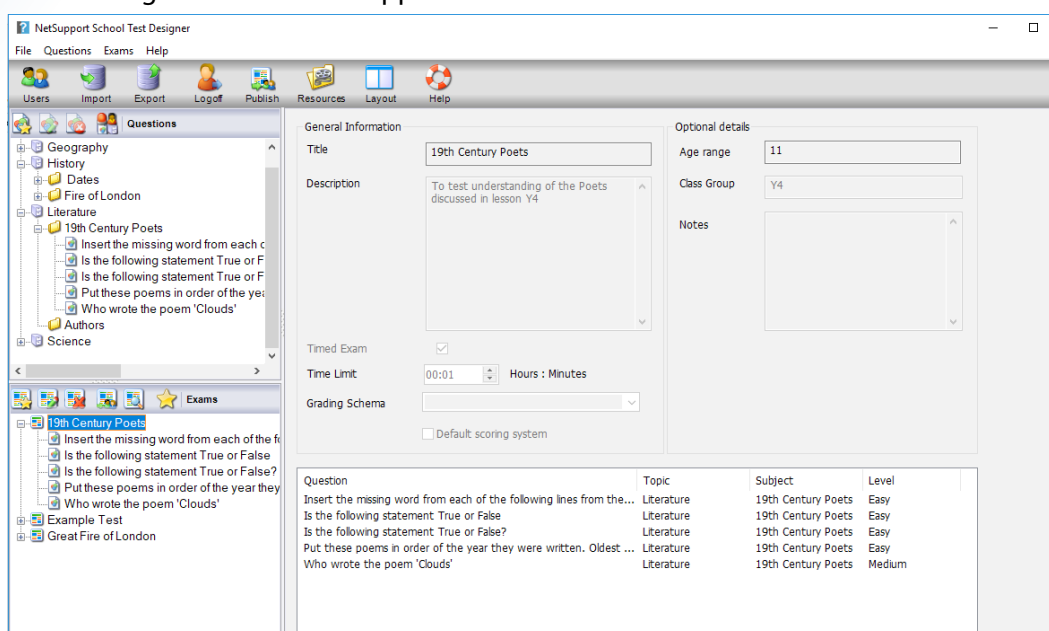 NetSupport School Test Designer
File Questions Exams Help
Users Import Export Logoff Publish Resources Layout Help
Questions
Geography
History
Dates
Fire of London
Literature
19th Century Poets
Insert the missing word from each
Is the following statement True or F
Is the following statement True or F
Put these poems in order of the
Who wrote the poem 'Clouds'
Authors
Science
Exams
19th Century Poets
Insert the missing word from each of the
Is the following statement True or False
Is the following statement True or False?
Put these poems in order of the year they
Who wrote the poem 'Clouds'
Example Test
Great Fire of London
General Information
Title 19th Century Poets
Description To test understanding of the Poets
discussed in lesson Y4
Timed Exam
Time Limit 00:01 Hours : Minutes
Grading Schema
Default scoring system
Optional details
Age range 11
Class Group Y4
Notes
Question Topic Subject Level
Insert the missing word from each of the following lines from the... Literature 19th Century Poets Easy
Is the following statement True or False Literature 19th Century Poets Easy
Is the following statement True or False? Literature 19th Century Poets Easy
Put these poems in order of the year they were written. Oldest ... Literature 19th Century Poets Easy
Who wrote the poem 'Clouds' Literature 19th Century Poets Medium